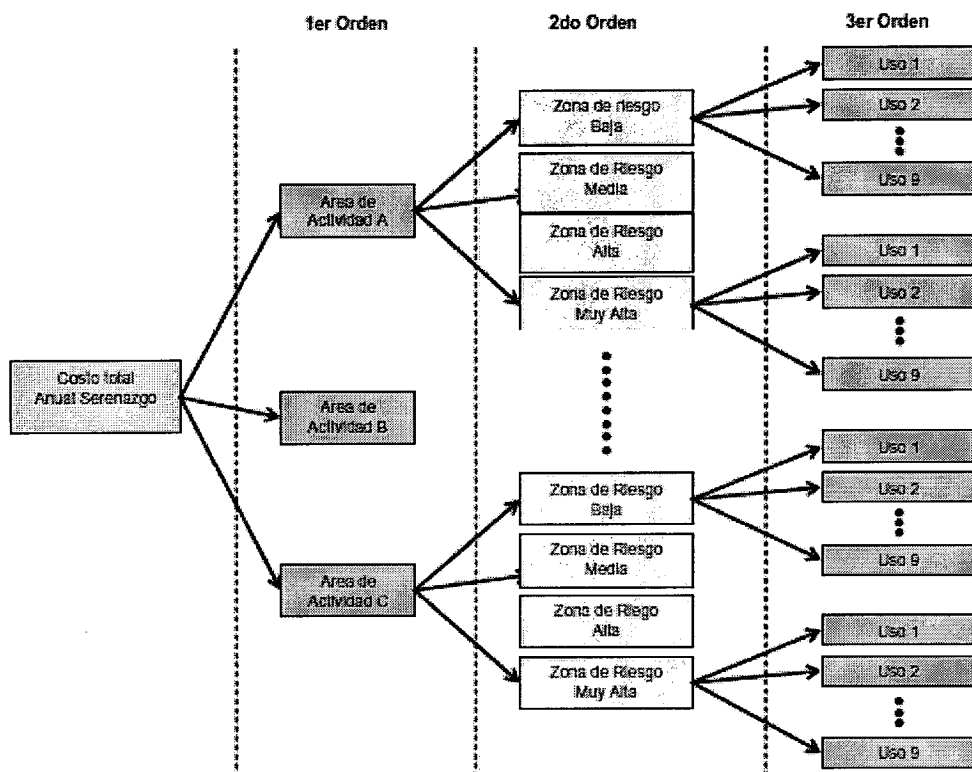 1er Orden
2do Orden
3er Orden
Costo total
Anual Serenazgo
Area de
Actividad A
Area de
Actividad B
Area de
Actividad C
Zona de riesgo
Baja
Zona de Riesgo
Media
Zona de Riesgo
Alta
Zona de Riesgo
Muy Alta
Zona de Riesgo
Baja
Zona de Riesgo
Media
Zona de Riego
Alta
Zona de Riesgo
Muy Alta
Uso 1
Uso 2
Uso 9
Uso 1
Uso 2
Uso 9
Uso 1
Uso 2
Uso 9
Uso 1
Uso 2
Uso 9